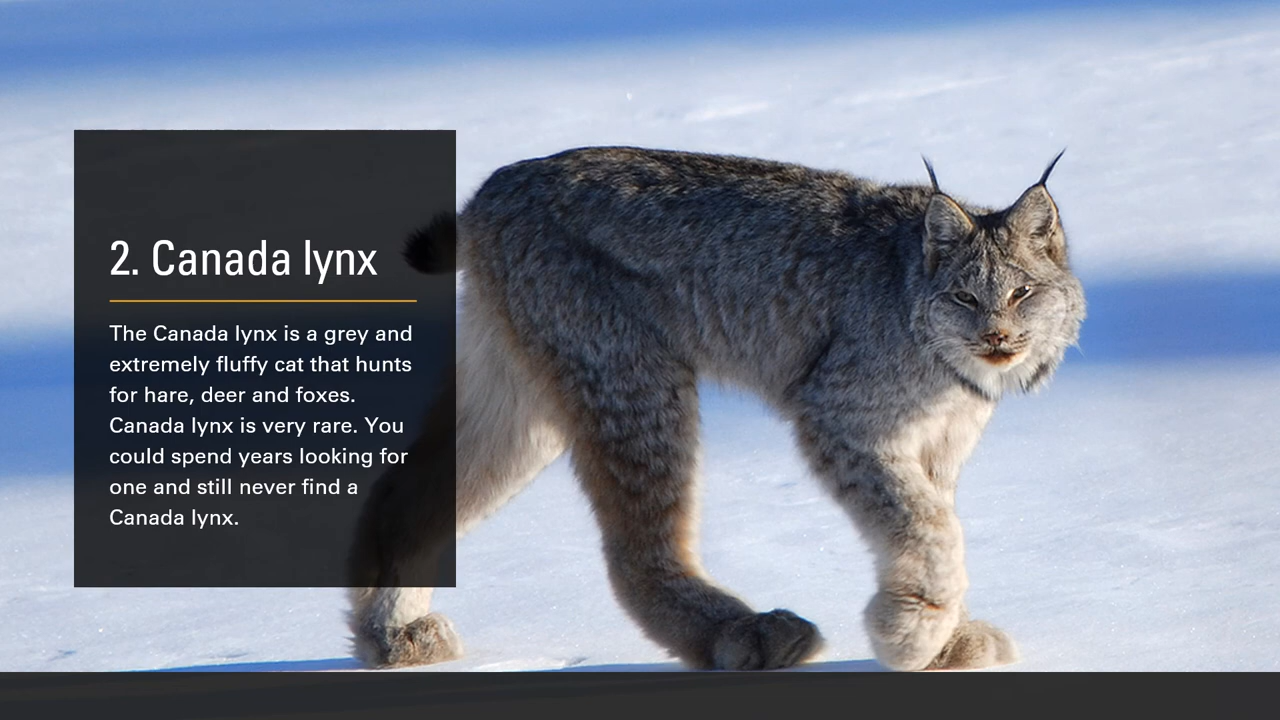 2. Canada lynx
The Canada lynx is a grey and
extremely fluffy cat that hunts
for hare, deer and foxes.
Canada lynx is very rare. You
could spend years looking for
one and still never find a
Canada lynx.